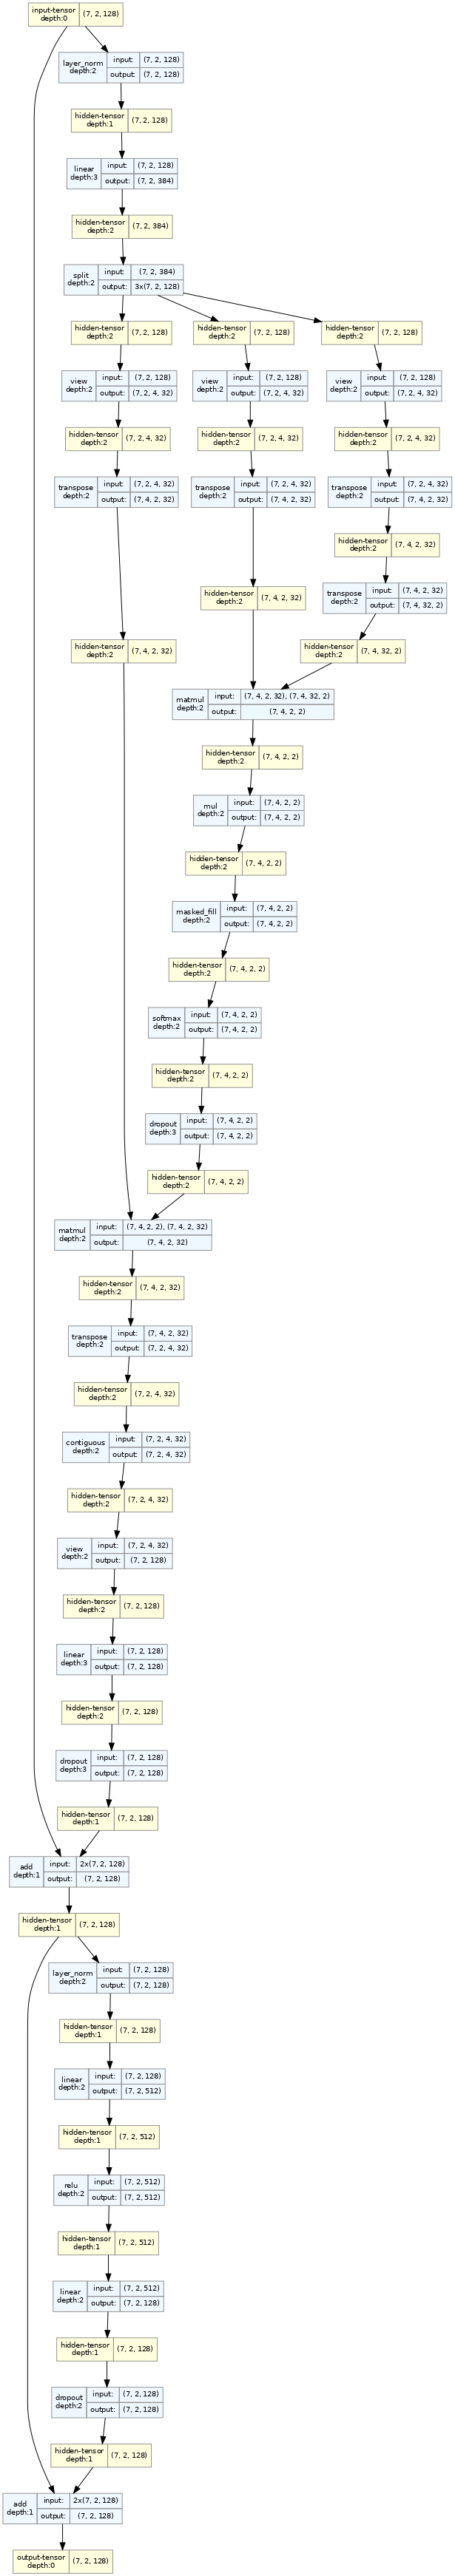 input-tensor
depth:0
(7, 2, 128)
layer_norm
depth:2
input:
(7, 2, 128)
output:
(7, 2, 128)
hidden-tensor
depth:1
(7, 2, 128)
linear
depth:3
input:
(7, 2, 128)
output:
(7, 2, 384)
hidden-tensor
depth:2
(7, 2, 384)
split
depth:2
input:
(7, 2, 384)
output:
3x(7, 2, 128)
hidden-tensor
depth:2
(7, 2, 128)
hidden-tensor
depth:2
(7, 2, 128)
hidden-tensor
depth:2
(7, 2, 128)
view
depth:2
input:
(7, 2, 128)
output:
(7, 2, 4, 32)
view
depth:2
input:
(7, 2, 128)
output:
(7, 2, 4, 32)
view
depth:2
input:
(7, 2, 128)
output:
(7, 2, 4, 32)
hidden-tensor
depth:2
(7, 2, 4, 32)
hidden-tensor
depth:2
(7, 2, 4, 32)
hidden-tensor
depth:2
(7, 2, 4, 32)
transpose
depth:2
input:
(7, 2, 4, 32)
output:
(7, 4, 2, 32)
transpose
depth:2
input:
(7, 2, 4, 32)
output:
(7, 4, 2, 32)
transpose
depth:2
input:
(7, 2, 4, 32)
output:
(7, 4, 2, 32)
hidden-tensor
depth:2
(7, 4, 2, 32)
hidden-tensor
depth:2
(7, 4, 2, 32)
transpose
depth:2
input:
(7, 4, 2, 32)
output:
(7, 4, 32, 2)
hidden-tensor
depth:2
(7, 4, 2, 32)
hidden-tensor
depth:2
(7, 4, 32, 2)
matmul
depth:2
input:
(7, 4, 2, 32), (7, 4, 32, 2)
output:
(7, 4, 2, 2)
hidden-tensor
depth:2
(7, 4, 2, 2)
mul
depth:2
input:
(7, 4, 2, 2)
output:
(7, 4, 2, 2)
hidden-tensor
depth:2
(7, 4, 2, 2)
masked_fill
depth:2
input:
(7, 4, 2, 2)
output:
(7, 4, 2, 2)
hidden-tensor
depth:2
(7, 4, 2, 2)
softmax
depth:2
input:
(7, 4, 2, 2)
output:
(7, 4, 2, 2)
hidden-tensor
depth:2
(7, 4, 2, 2)
dropout
depth:3
input:
(7, 4, 2, 2)
output:
(7, 4, 2, 2)
hidden-tensor
depth:2
(7, 4, 2, 2)
matmul
depth:2
input:
(7, 4, 2, 2), (7, 4, 2, 32)
output:
(7, 4, 2, 32)
hidden-tensor
depth:2
(7, 4, 2, 32)
transpose
depth:2
input:
(7, 4, 2, 32)
output:
(7, 2, 4, 32)
hidden-tensor
depth:2
(7, 2, 4, 32)
contiguous
depth:2
input:
(7, 2, 4, 32)
output:
(7, 2, 4, 32)
hidden-tensor
depth:2
(7, 2, 4, 32)
view
depth:2
input:
(7, 2, 4, 32)
output:
(7, 2, 128)
hidden-tensor
depth:2
(7, 2, 128)
linear
depth:3
input:
(7, 2, 128)
output:
(7, 2, 128)
hidden-tensor
depth:2
(7, 2, 128)
dropout
depth:3
input:
(7, 2, 128)
output:
(7, 2, 128)
hidden-tensor
depth:1
(7, 2, 128)
add
depth:1
input:
2x(7, 2, 128)
output:
(7, 2, 128)
hidden-tensor
depth:1
(7, 2, 128)
layer_norm
depth:2
input:
(7, 2, 128)
output:
(7, 2, 128)
hidden-tensor
depth:1
(7, 2, 128)
linear
depth:2
input:
(7, 2, 128)
output:
(7, 2, 512)
hidden-tensor
depth:1
(7, 2, 512)
relu
depth:2
input:
(7, 2, 512)
output:
(7, 2, 512)
hidden-tensor
depth:1
(7, 2, 512)
linear
depth:2
input:
(7, 2, 512)
output:
(7, 2, 128)
hidden-tensor
depth:1
(7, 2, 128)
dropout
depth:2
input:
(7, 2, 128)
output:
(7, 2, 128)
hidden-tensor
depth:1
(7, 2, 128)
add
depth:1
input:
2x(7, 2, 128)
output:
(7, 2, 128)
output-tensor
depth:0
(7, 2, 128)